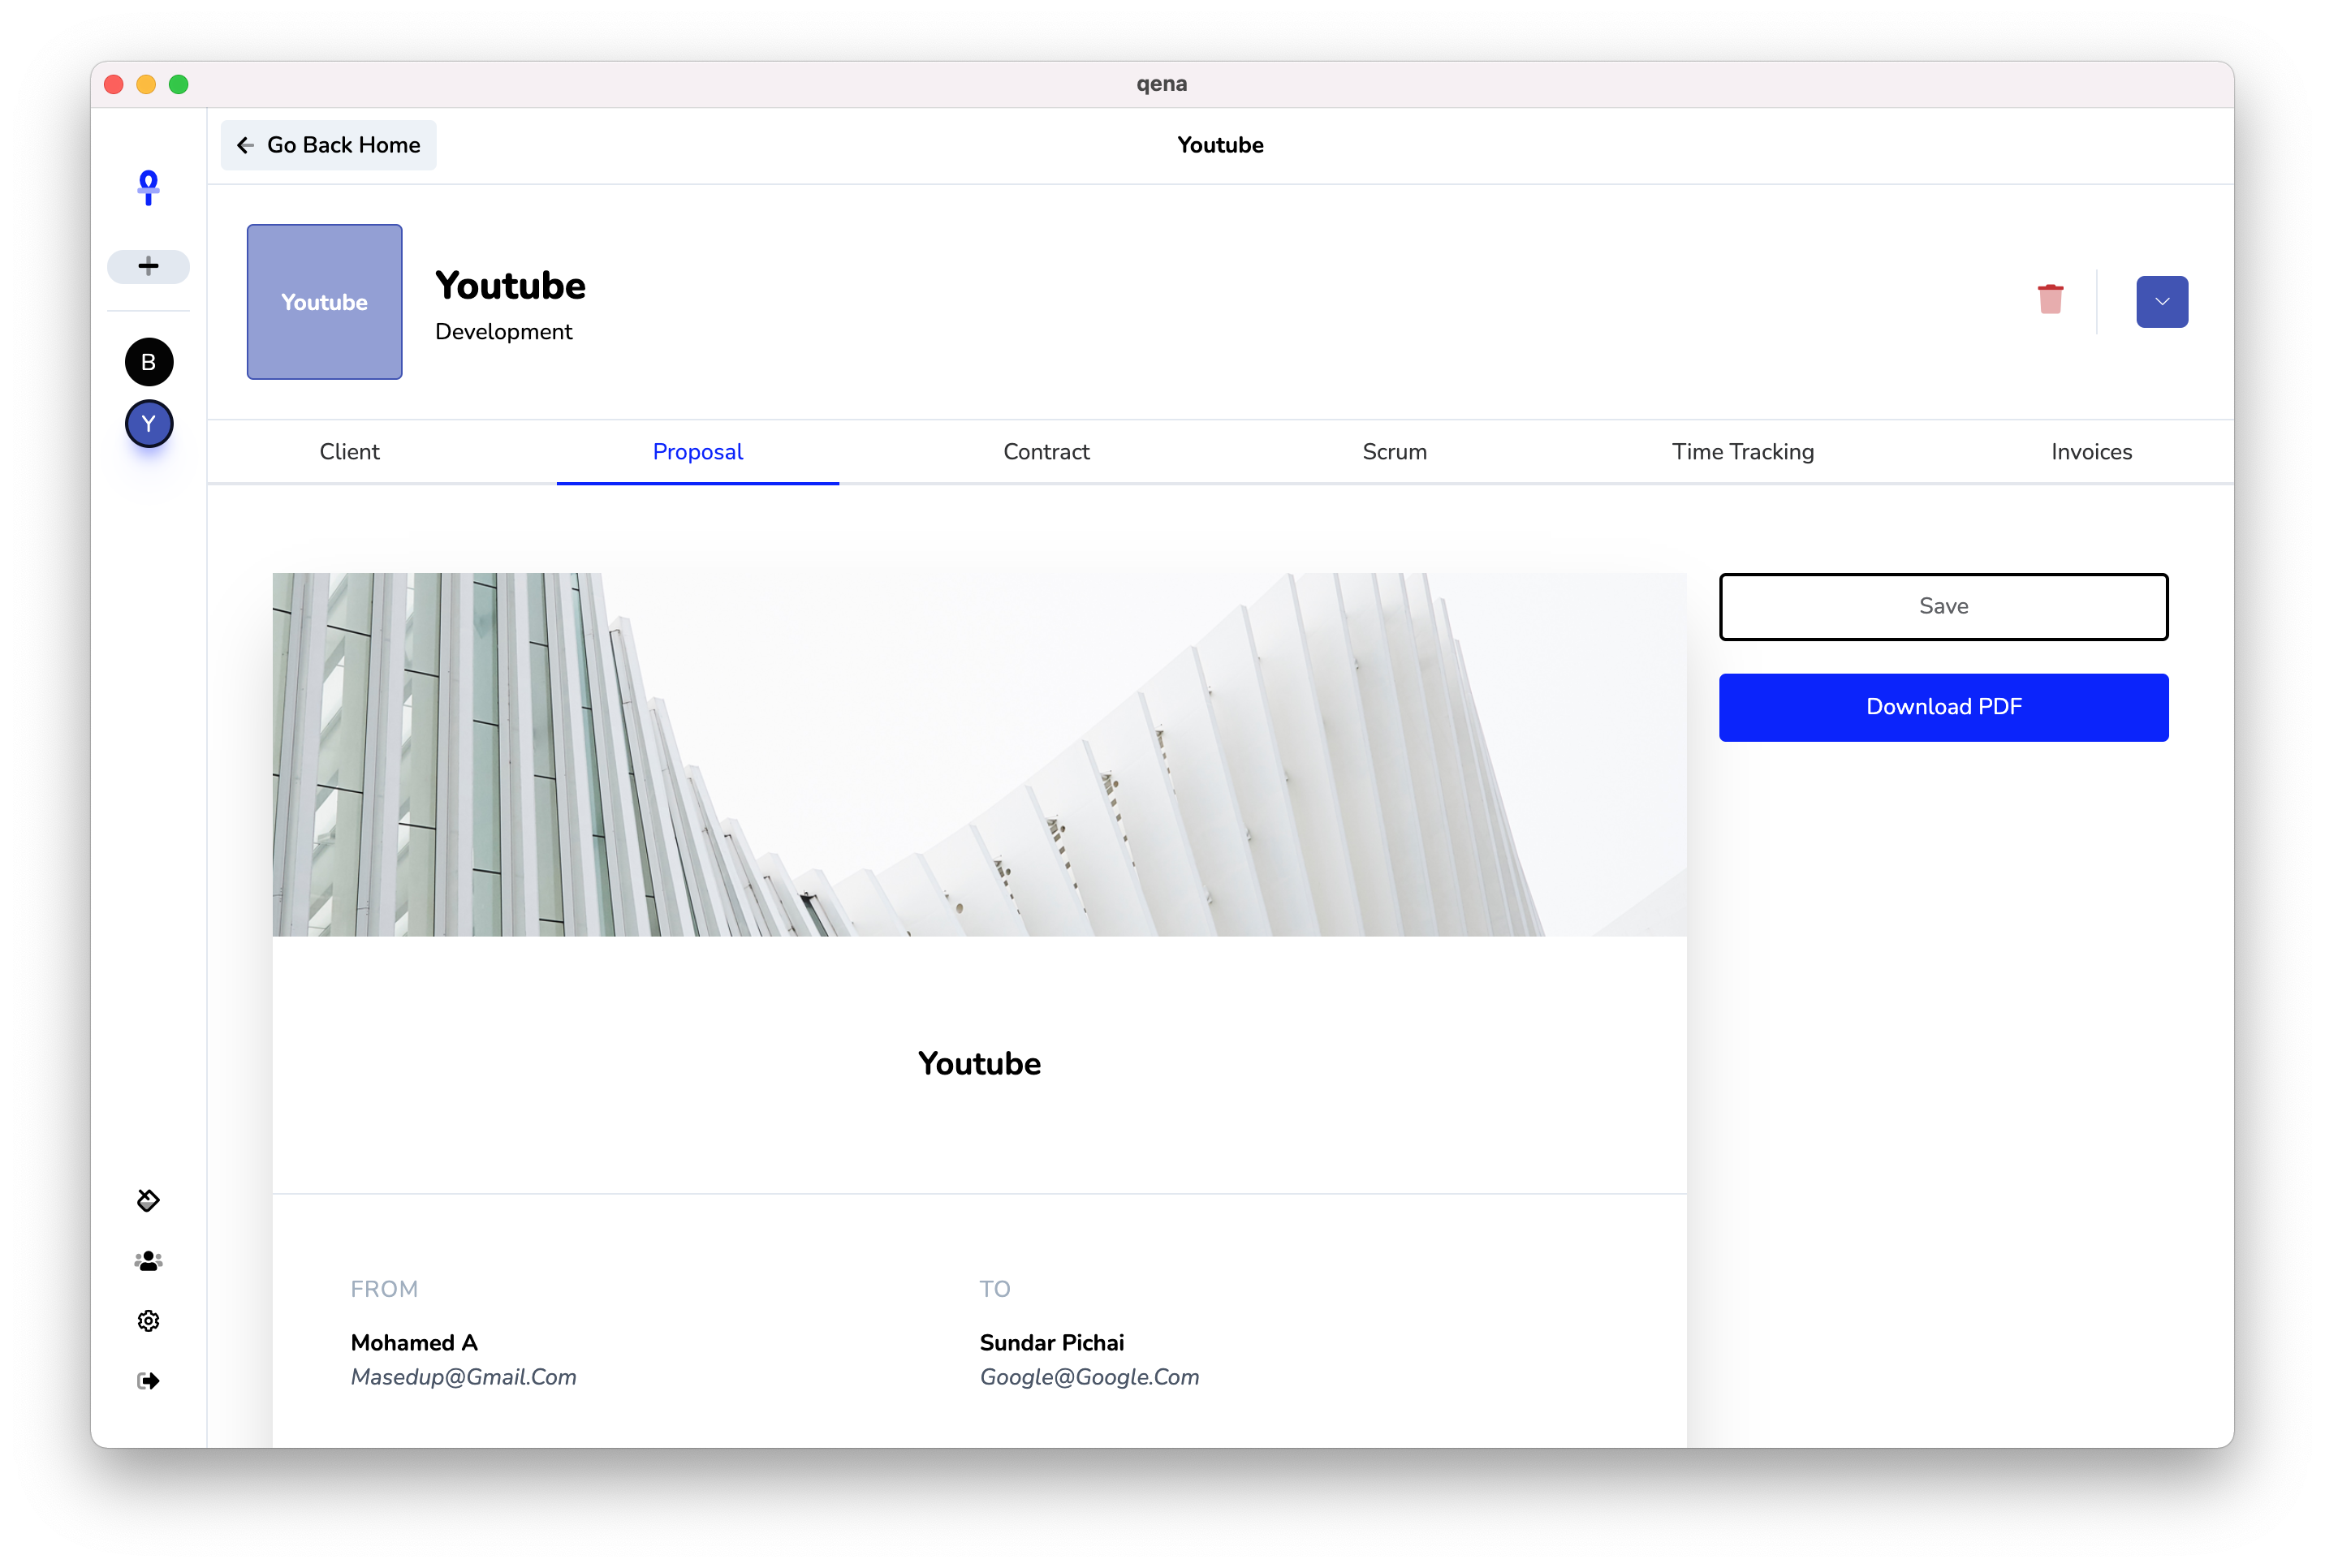 qena
Go Back Home
Youtube
Youtube
Youtube
Development
B
Y
Client
Proposal
Contract
Scrum
Time Tracking
Invoices
Save
Download PDF
Youtube
FROM
TO
Mohamed A
Sundar Pichai
Masedup@Gmail.Com
Google@Google.Com